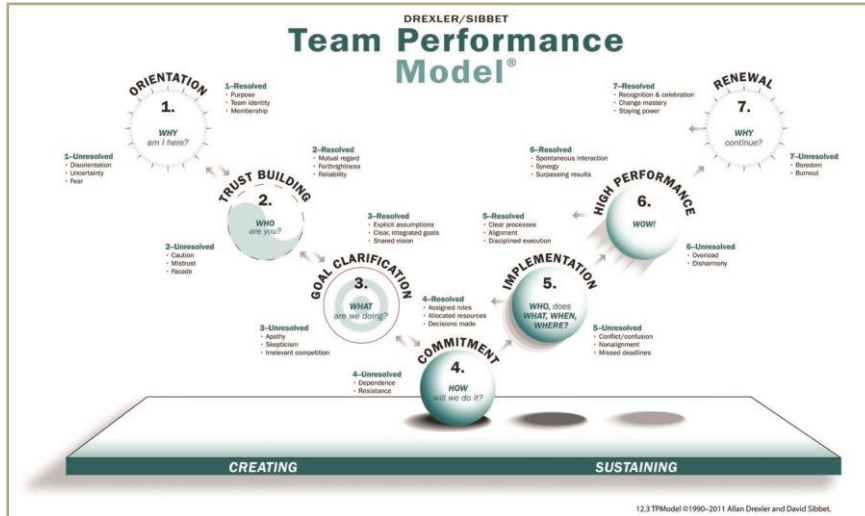 DREXLER/SIBBET
Team Performance
Model®
ORIENTATION
1.
WHY
am I here?
1–Resolved
• Purpose
• Team identity
• Membership
1–Unresolved
• Disorientation
• Uncertainty
• Fear
TRUST BUILDING
2.
WHO
are you?
2–Resolved
• Mutual regard
• Forthrightness
• Reliability
2–Unresolved
• Caution
• Mistrust
• Facade
GOAL CLARIFICATION
3.
WHAT
are we doing?
3–Resolved
• Explicit assumptions
• Clear, integrated goals
• Shared vision
3–Unresolved
• Apathy
• Skepticism
• Irrelevant competition
COMMITMENT
4.
HOW
will we do it?
4–Resolved
• Assigned roles
• Allocated resources
• Decisions made
4–Unresolved
• Dependence
• Resistance
IMPLEMENTATION
5.
WHO, does
WHAT, WHEN,
WHERE?
5–Resolved
• Clear processes
• Alignment
• Disciplined execution
5–Unresolved
• Conflict/confusion
• Nonalignment
• Missed deadlines
HIGH PERFORMANCE
6.
WOW!
6–Resolved
• Spontaneous interaction
• Synergy
• Surpassing results
6–Unresolved
• Overload
• Disharmony
RENEWAL
7.
WHY
continue?
7–Resolved
• Recognition & celebration
• Change mastery
• Staying power
7–Unresolved
• Boredom
• Burnout
CREATING
SUSTAINING
12.3 TPModel ©1990–2011 Allan Drexler and David Sibbet.